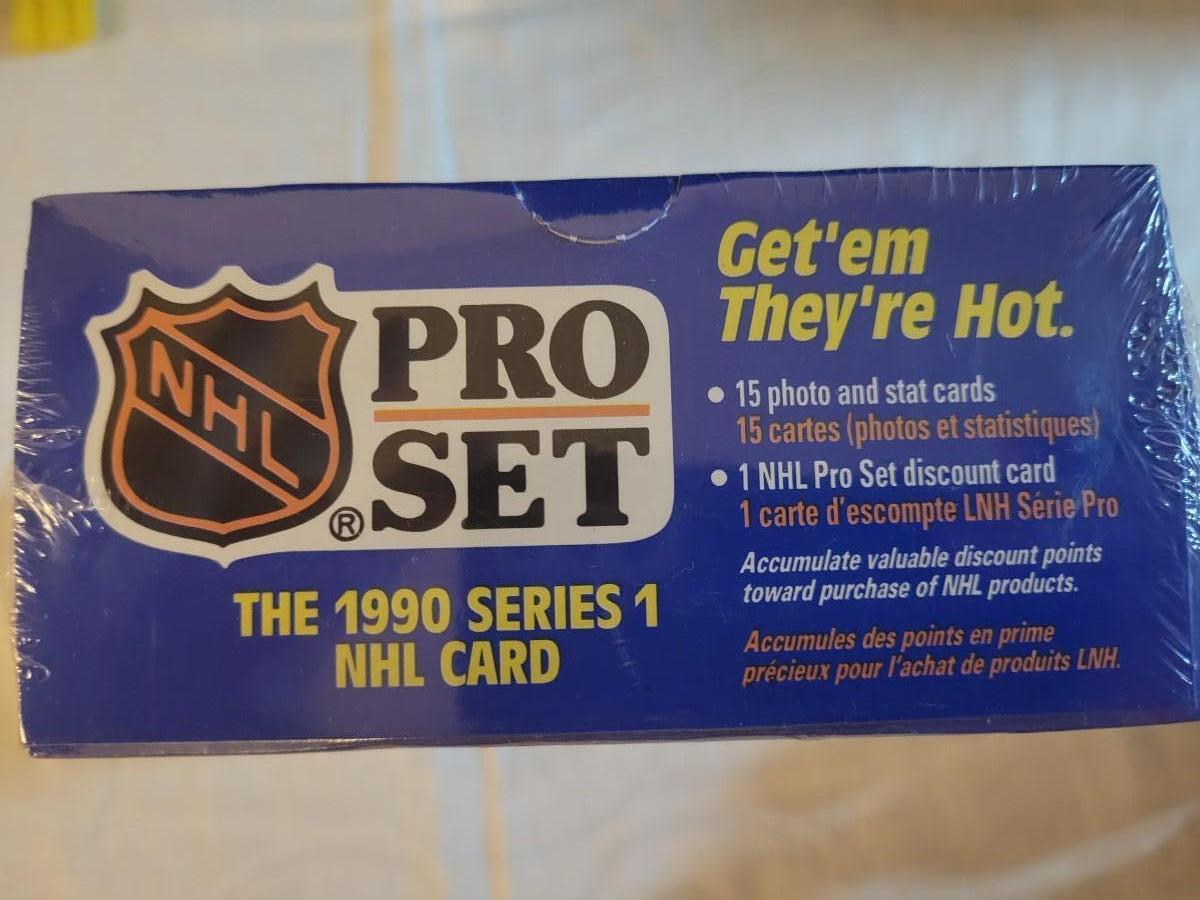 NHL
PRO
SET
®
THE 1990 SERIES 1
NHL CARD
Get'em
They're Hot.
• 15 photo and stat cards
15 cartes (photos et statistiques)
• 1 NHL Pro Set discount card
1 carte d'escompte LNH Série Pro
Accumulate valuable discount points
toward purchase of NHL products.
Accumules des points en prime
précieux pour l'achat de produits LNH.